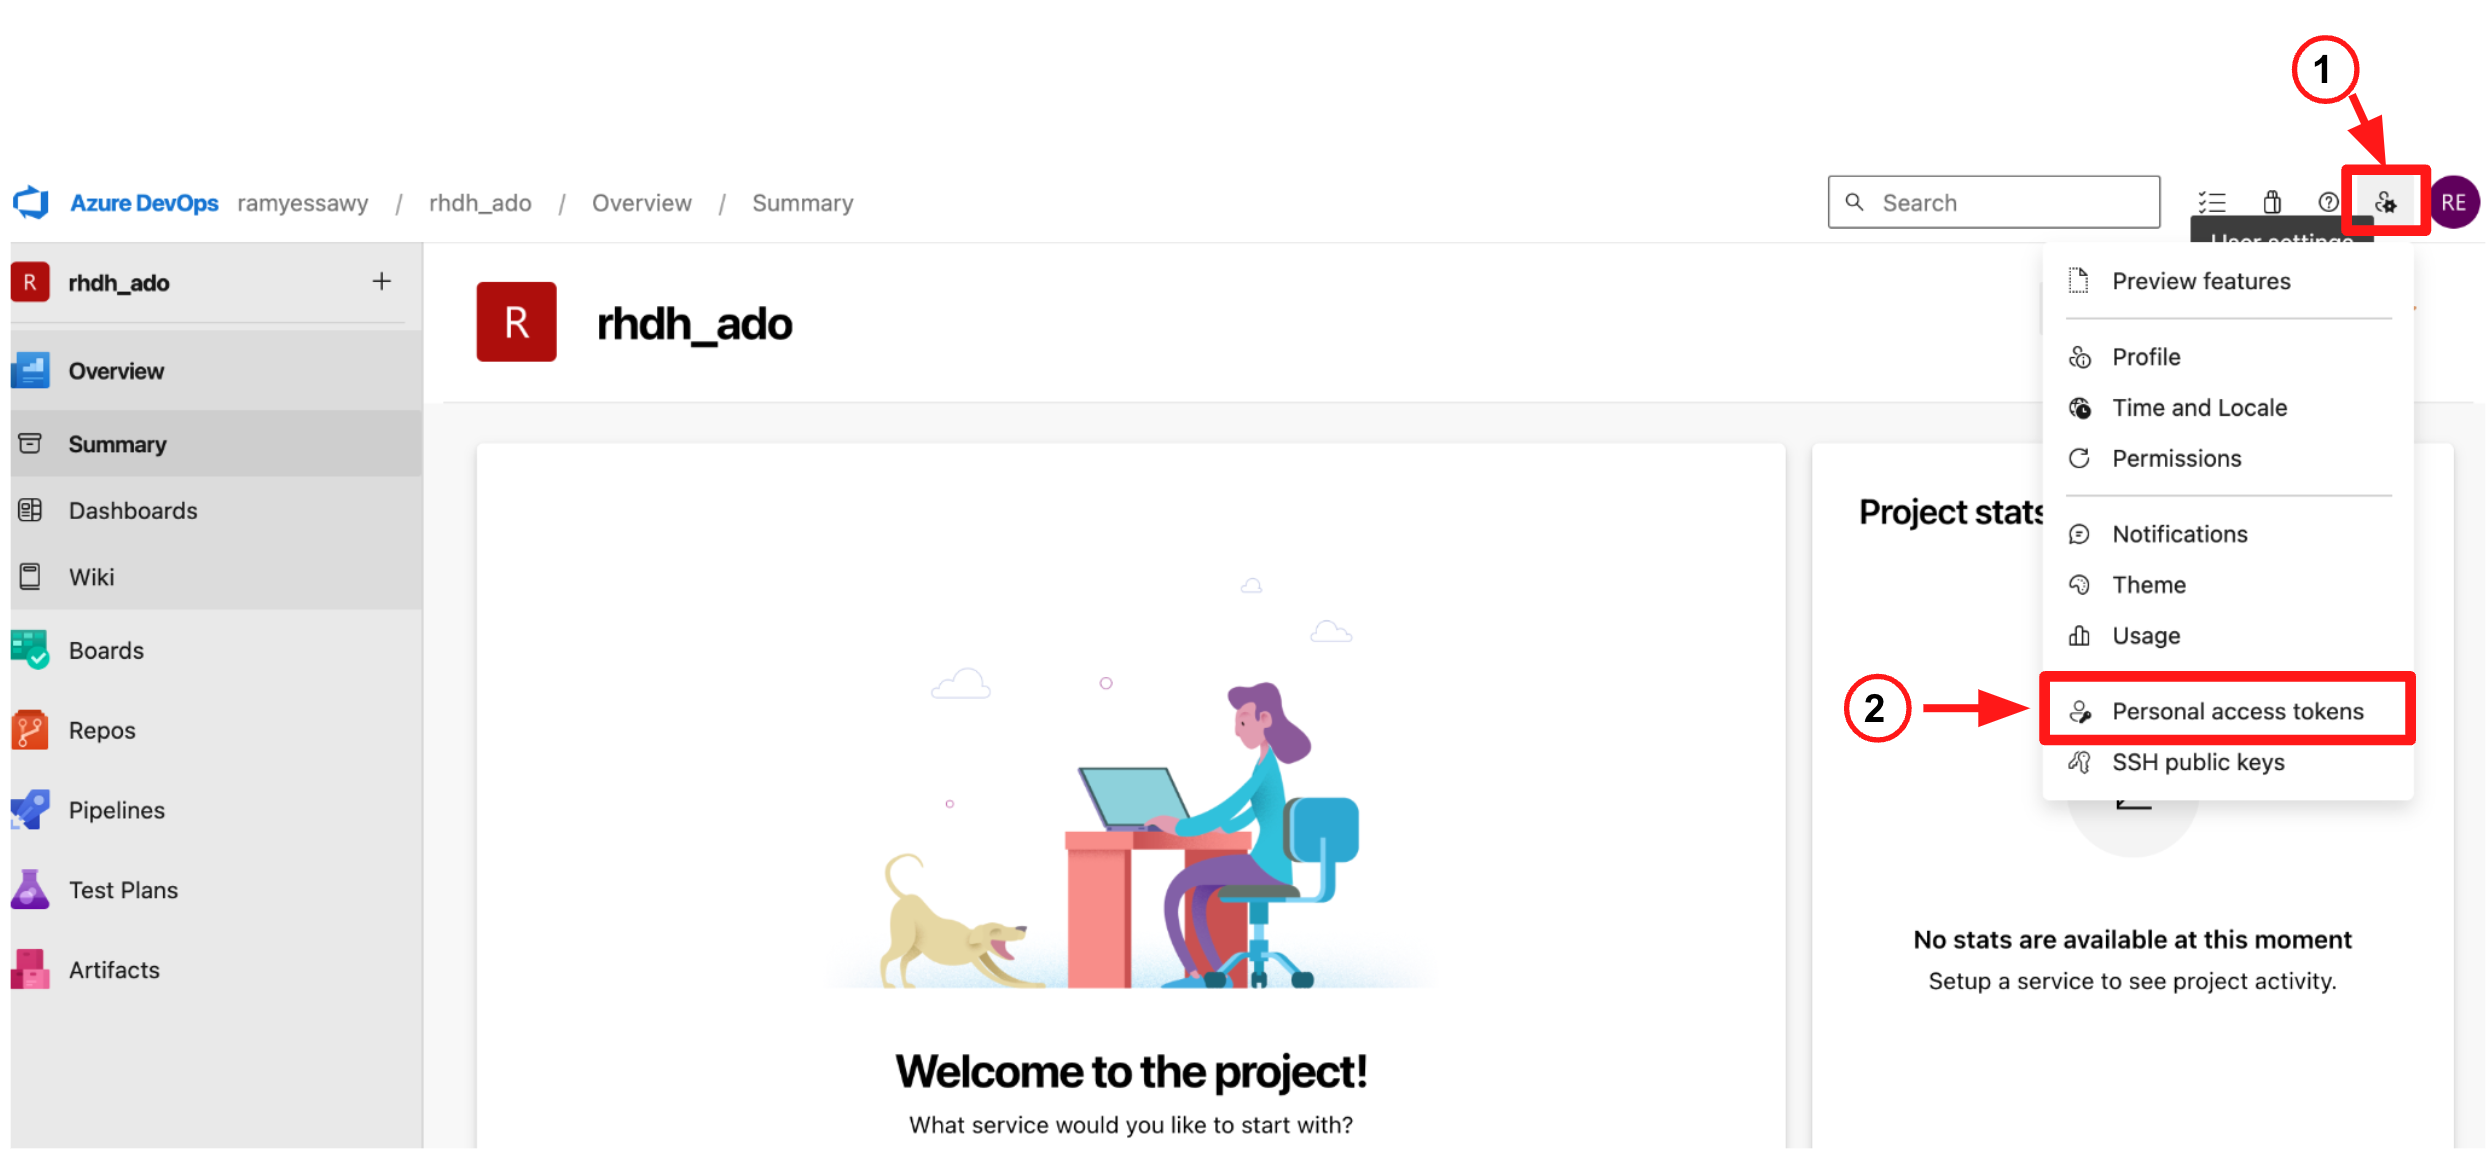 1
Azure DevOps ramyessawy / rhdh_ado / Overview / Summary
Search
RE
User settings
R rhdh_ado +
Overview
Summary
Dashboards
Wiki
Boards
Repos
Pipelines
Test Plans
Artifacts
R rhdh_ado
Preview features
Profile
Time and Locale
Permissions
Notifications
Theme
Usage
2
Personal access tokens
SSH public keys
Welcome to the project!
What service would you like to start with?
Project stats
No stats are available at this moment
Setup a service to see project activity.